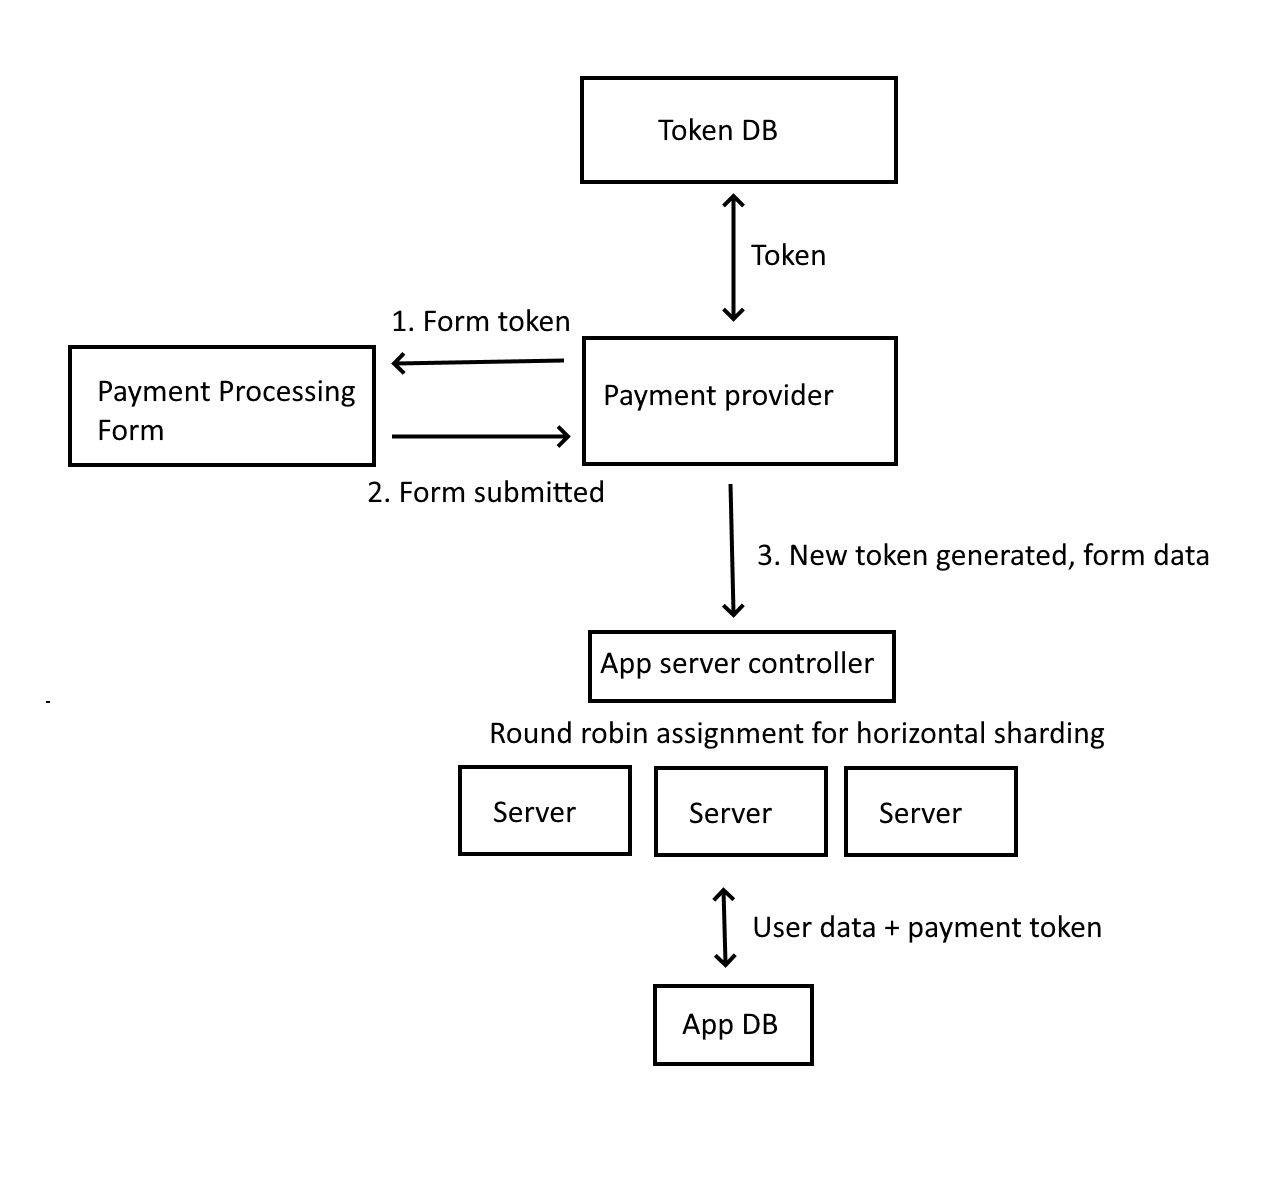 Token DB
Token
1. Form token
Payment Processing
Form
Payment provider
2. Form submitted
3. New token generated, form data
App server controller
Round robin assignment for horizontal sharding
Server
Server
Server
User data + payment token
App DB